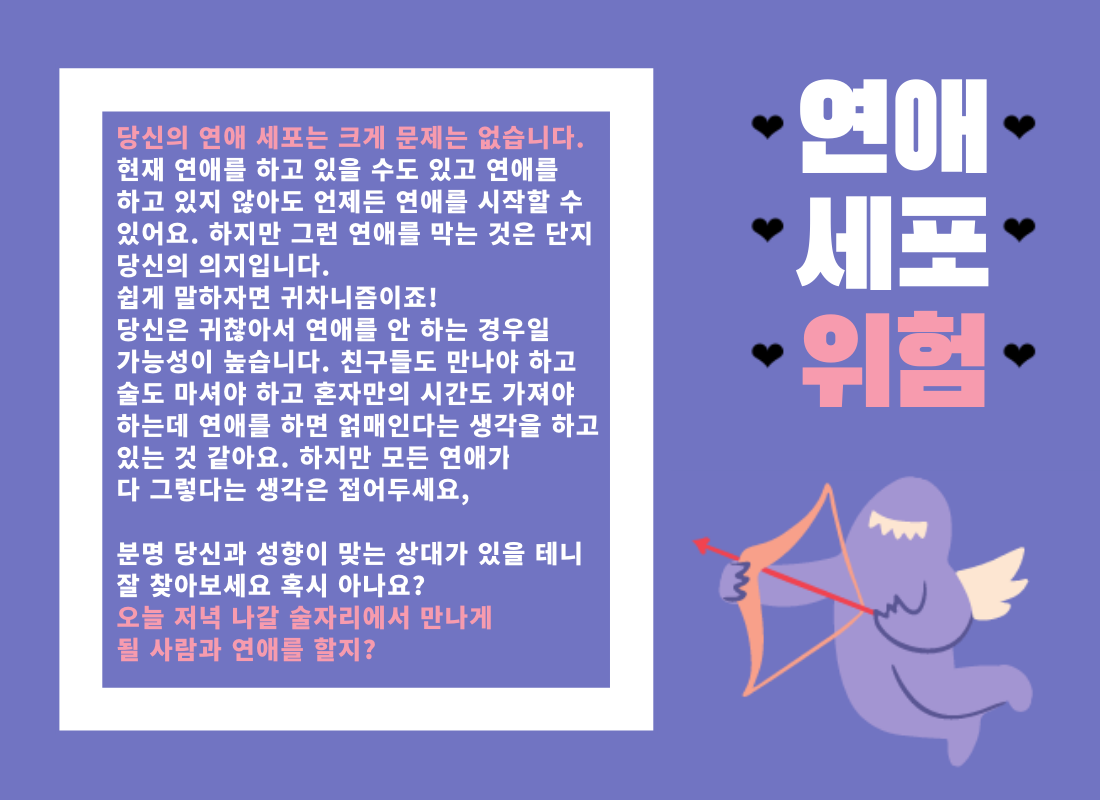 당신의 연애 세포는 크게 문제는 없습니다.
현재 연애를 하고 있을 수도 있고 연애를
하고 있지 않아도 언제든 연애를 시작할 수
있어요. 하지만 그런 연애를 막는 것은 단지
당신의 의지입니다.
쉽게 말하자면 귀차니즘이죠!
당신은 귀찮아서 연애를 안 하는 경우일
가능성이 높습니다. 친구들도 만나야 하고
술도 마셔야 하고 혼자만의 시간도 가져야
하는데 연애를 하면 얽매인다는 생각을 하고
있는 것 같아요. 하지만 모든 연애가
다 그렇다는 생각은 접어두세요,
분명 당신과 성향이 맞는 상대가 있을 테니
잘 찾아보세요 혹시 아나요?
오늘 저녁 나갈 술자리에서 만나게
될 사람과 연애를 할지?
연애
세포
위험